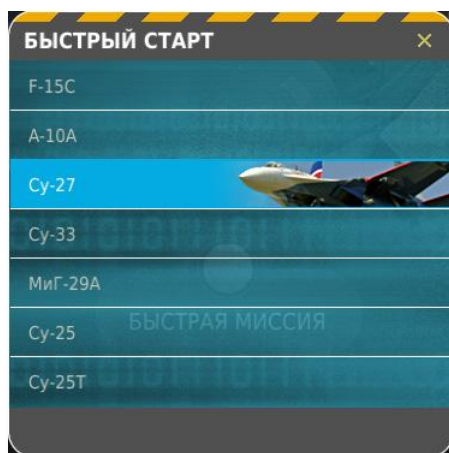 БЫСТРЫЙ СТАРТ
F-15C
A-10A
Су-27
Су-33
МиГ-29А
БЫСТРАЯ МИССИЯ
Су-25
Су-25Т